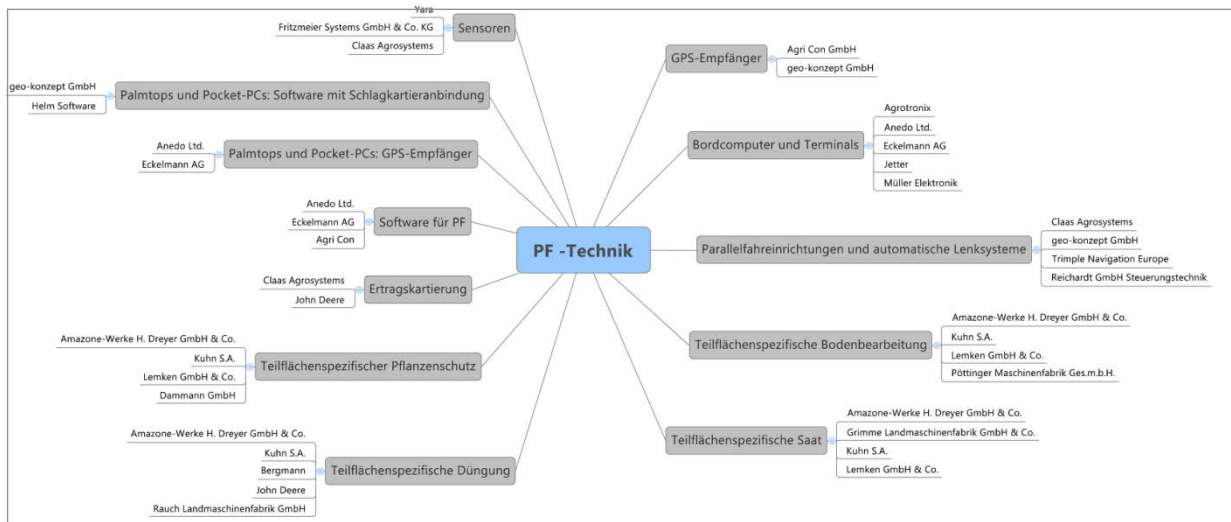 Yara
Fritzmeier Systems GmbH & Co. KG
Claas Agrosystems
Sensoren
geo-konzept GmbH
Helm Software
Palmtops und Pocket-PCs: Software mit Schlagkartieranbindung
Anedo Ltd.
Eckelmann AG
Palmtops und Pocket-PCs: GPS-Empfänger
Anedo Ltd.
Eckelmann AG
Agri Con
Software für PF
Claas Agrosystems
John Deere
Ertragskartierung
Amazone-Werke H. Dreyer GmbH & Co.
Kuhn S.A.
Lemken GmbH & Co.
Dammann GmbH
Teilflächenspezifischer Pflanzenschutz
Amazone-Werke H. Dreyer GmbH & Co.
Kuhn S.A.
Bergmann
John Deere
Rauch Landmaschinenfabrik GmbH
Teilflächenspezifische Düngung
PF -Technik
GPS-Empfänger
Agri Con GmbH
geo-konzept GmbH
Bordcomputer und Terminals
Agrotronix
Anedo Ltd.
Eckelmann AG
Jetter
Müller Elektronik
Parallelfahreinrichtungen und automatische Lenksysteme
Claas Agrosystems
geo-konzept GmbH
Trimple Navigation Europe
Reichardt GmbH Steuerungstechnik
Teilflächenspezifische Bodenbearbeitung
Amazone-Werke H. Dreyer GmbH & Co.
Kuhn S.A.
Lemken GmbH & Co.
Pöttinger Maschinenfabrik Ges.m.b.H.
Teilflächenspezifische Saat
Amazone-Werke H. Dreyer GmbH & Co.
Grimme Landmaschinenfabrik GmbH & Co.
Kuhn S.A.
Lemken GmbH & Co.